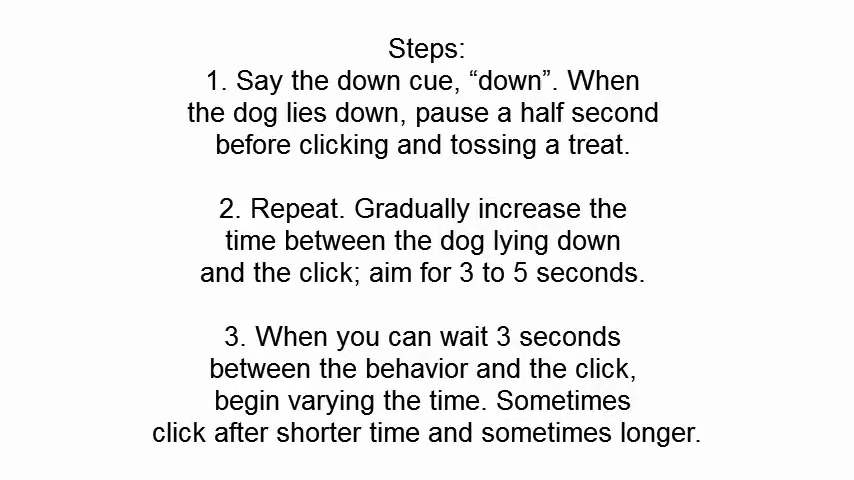 Steps:
1. Say the down cue, “down”. When
the dog lies down, pause a half second
before clicking and tossing a treat.
2. Repeat. Gradually increase the
time between the dog lying down
and the click; aim for 3 to 5 seconds.
3. When you can wait 3 seconds
between the behavior and the click,
begin varying the time. Sometimes
click after shorter time and sometimes longer.